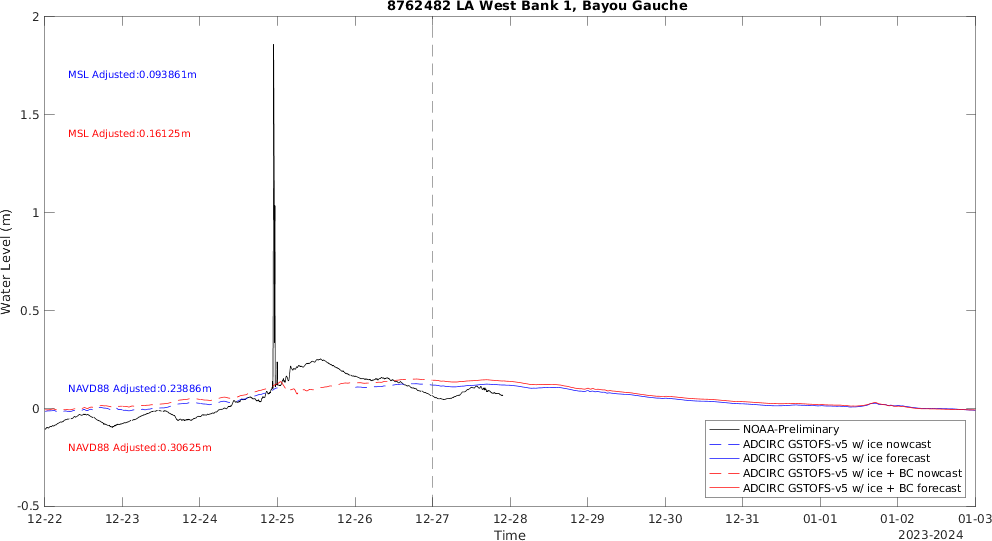 8762482 LA West Bank 1, Bayou Gauche
2
1.5
1
0.5
0
-0.5
Water Level (m)
MSL Adjusted:0.093861m
MSL Adjusted:0.16125m
NAVD88 Adjusted:0.23886m
NAVD88 Adjusted:0.30625m
NOAA-Preliminary
ADCIRC GSTOFS-v5 w/ ice nowcast
ADCIRC GSTOFS-v5 w/ ice forecast
ADCIRC GSTOFS-v5 w/ ice + BC nowcast
ADCIRC GSTOFS-v5 w/ ice + BC forecast
12-22 12-23 12-24 12-25 12-26 12-27 12-28 12-29 12-30 12-31 01-01 01-02 01-03
Time
2023-2024